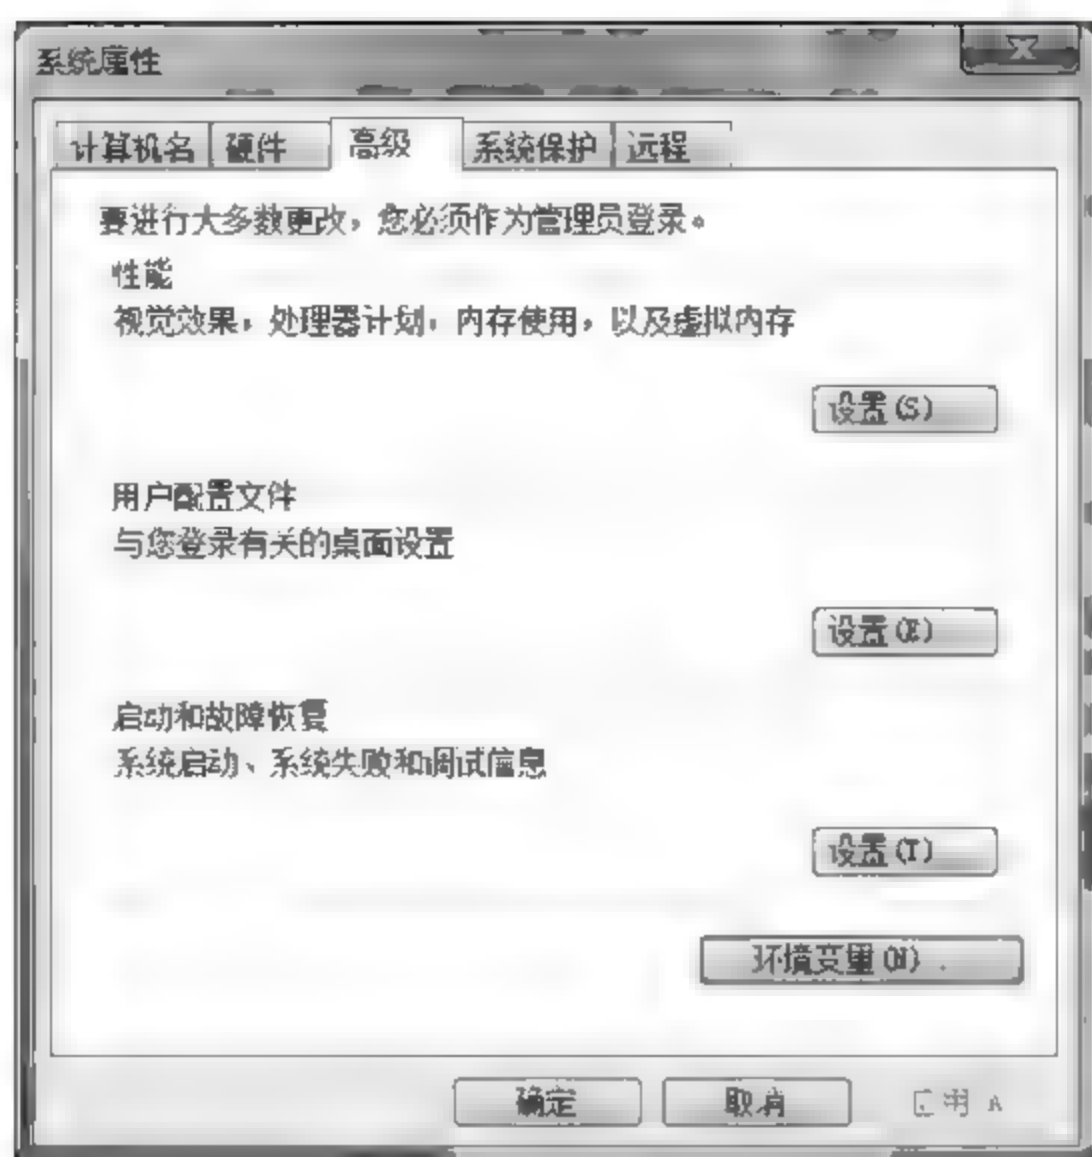 系统属性
计算机名 硬件 高级 系统保护 远程
要进行大多数更改，您必须作为管理员登录。
性能
视觉效果，处理器计划，内存使用，以及虚拟内存
设置(S)
用户配置文件
与您登录有关的桌面设置
设置(E)
启动和故障恢复
系统启动、系统失败和调试信息
设置(T)
环境变量(N)
确定 取消